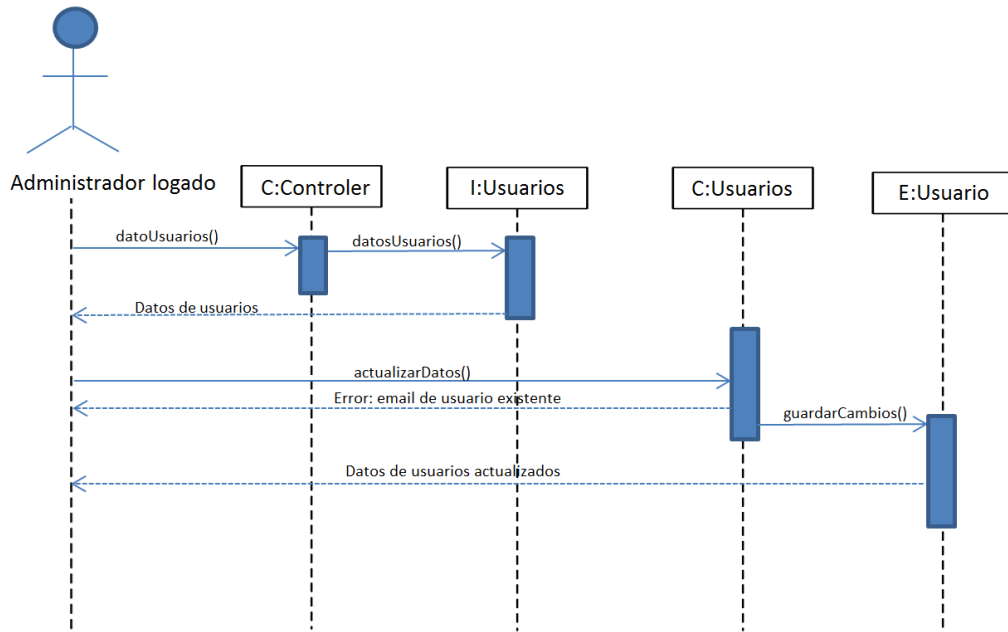 Administrador logado
C:Controler
I:Usuarios
C:Usuarios
E:Usuario
datoUsuarios()
datosUsuarios()
Datos de usuarios
actualizarDatos()
Error: email de usuario existente
guardarCambios()
Datos de usuarios actualizados